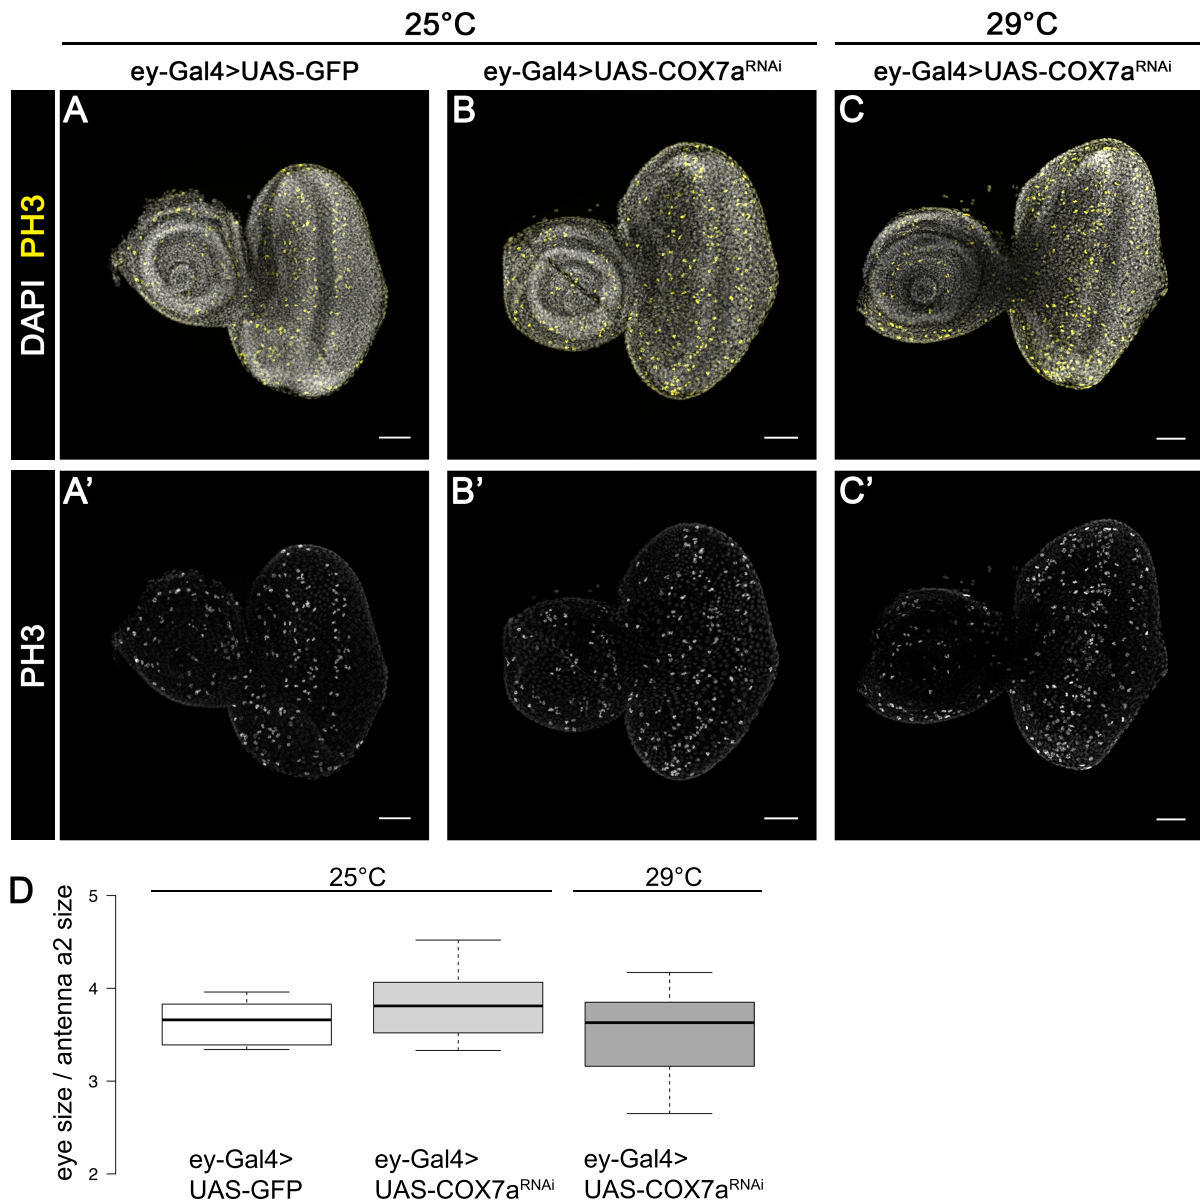 25°C
29°C
ey-Gal4>UAS-GFP
ey-Gal4>UAS-COX7aRNAi
ey-Gal4>UAS-COX7aRNAi
DAPI PH3
A
B
C
PH3
A’
B’
C’
D
25°C
29°C
eye size / antenna a2 size
5
4
3
2
ey-Gal4>
UAS-GFP
ey-Gal4>
UAS-COX7aRNAi
ey-Gal4>
UAS-COX7aRNAi